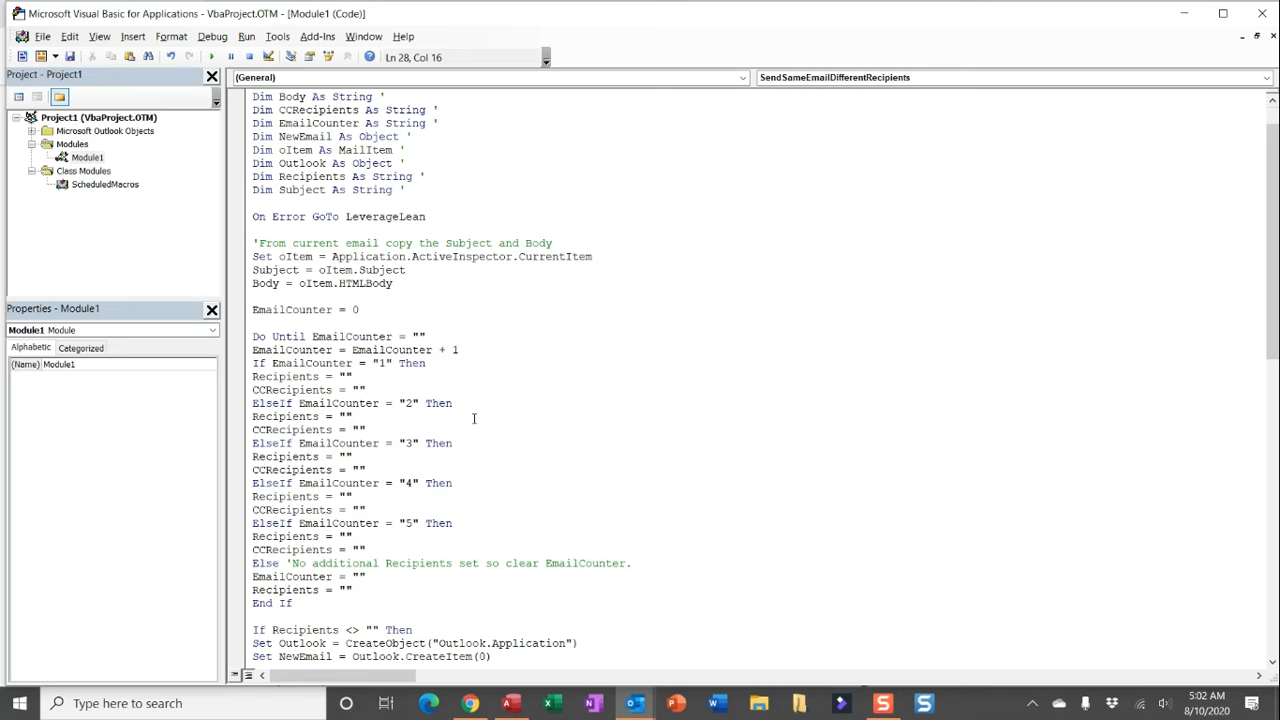 Microsoft Visual Basic for Applications - VbaProject.OTM - [Module1 (Code)]
File Edit View Insert Format Debug Run Tools Add-Ins Window Help
Ln 28, Col 16
Project - Project1
(General)
SendSameEmailDifferentRecipients
Project1 (VbaProject.OTM)
Microsoft Outlook Objects
Modules
Module1
Class Modules
ScheduledMacros
Properties - Module1
Module1 Module
Alphabetic Categorized
(Name) Module1
Dim Body As String '
Dim CCRecipients As String '
Dim EmailCounter As String '
Dim NewEmail As Object '
Dim oItem As MailItem '
Dim Outlook As Object '
Dim Recipients As String '
Dim Subject As String '
On Error GoTo LeverageLean
'From current email copy the Subject and Body
Set oItem = Application.ActiveInspector.CurrentItem
Subject = oItem.Subject
Body = oItem.HTMLBody
EmailCounter = 0
Do Until EmailCounter = ""
EmailCounter = EmailCounter + 1
If EmailCounter = "1" Then
Recipients = ""
CCRecipients = ""
ElseIf EmailCounter = "2" Then
Recipients = ""
CCRecipients = ""
ElseIf EmailCounter = "3" Then
Recipients = ""
CCRecipients = ""
ElseIf EmailCounter = "4" Then
Recipients = ""
CCRecipients = ""
ElseIf EmailCounter = "5" Then
Recipients = ""
CCRecipients = ""
Else 'No additional Recipients set so clear EmailCounter.
EmailCounter = ""
Recipients = ""
End If
If Recipients <> "" Then
Set Outlook = CreateObject("Outlook.Application")
Set NewEmail = Outlook.CreateItem(0)
Type here to search
5:02 AM
8/10/2020